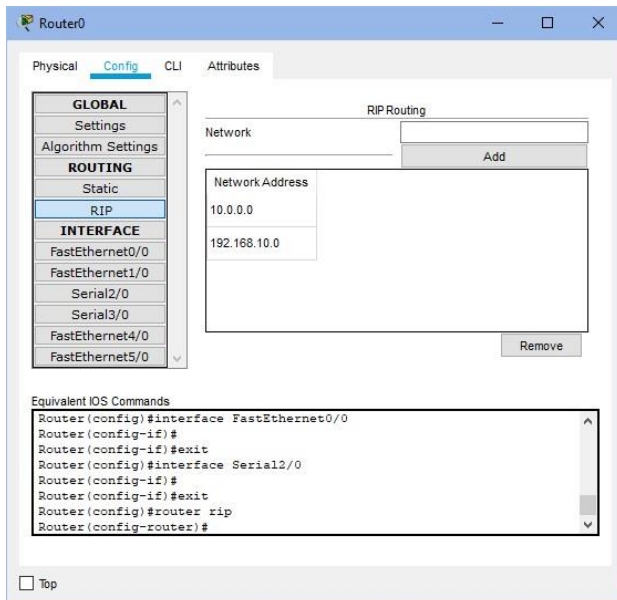 Router0
Physical Config CLI Attributes
GLOBAL
Settings
Algorithm Settings
ROUTING
Static
RIP
INTERFACE
FastEthernet0/0
FastEthernet1/0
Serial2/0
Serial3/0
FastEthernet4/0
FastEthernet5/0
RIP Routing
Network
Add
Network Address
10.0.0.0
192.168.10.0
Remove
Equivalent IOS Commands
Router(config)#interface FastEthernet0/0
Router(config-if)#
Router(config-if)#exit
Router(config)#interface Serial2/0
Router(config-if)#
Router(config-if)#exit
Router(config)#router rip
Router(config-router)#
Top